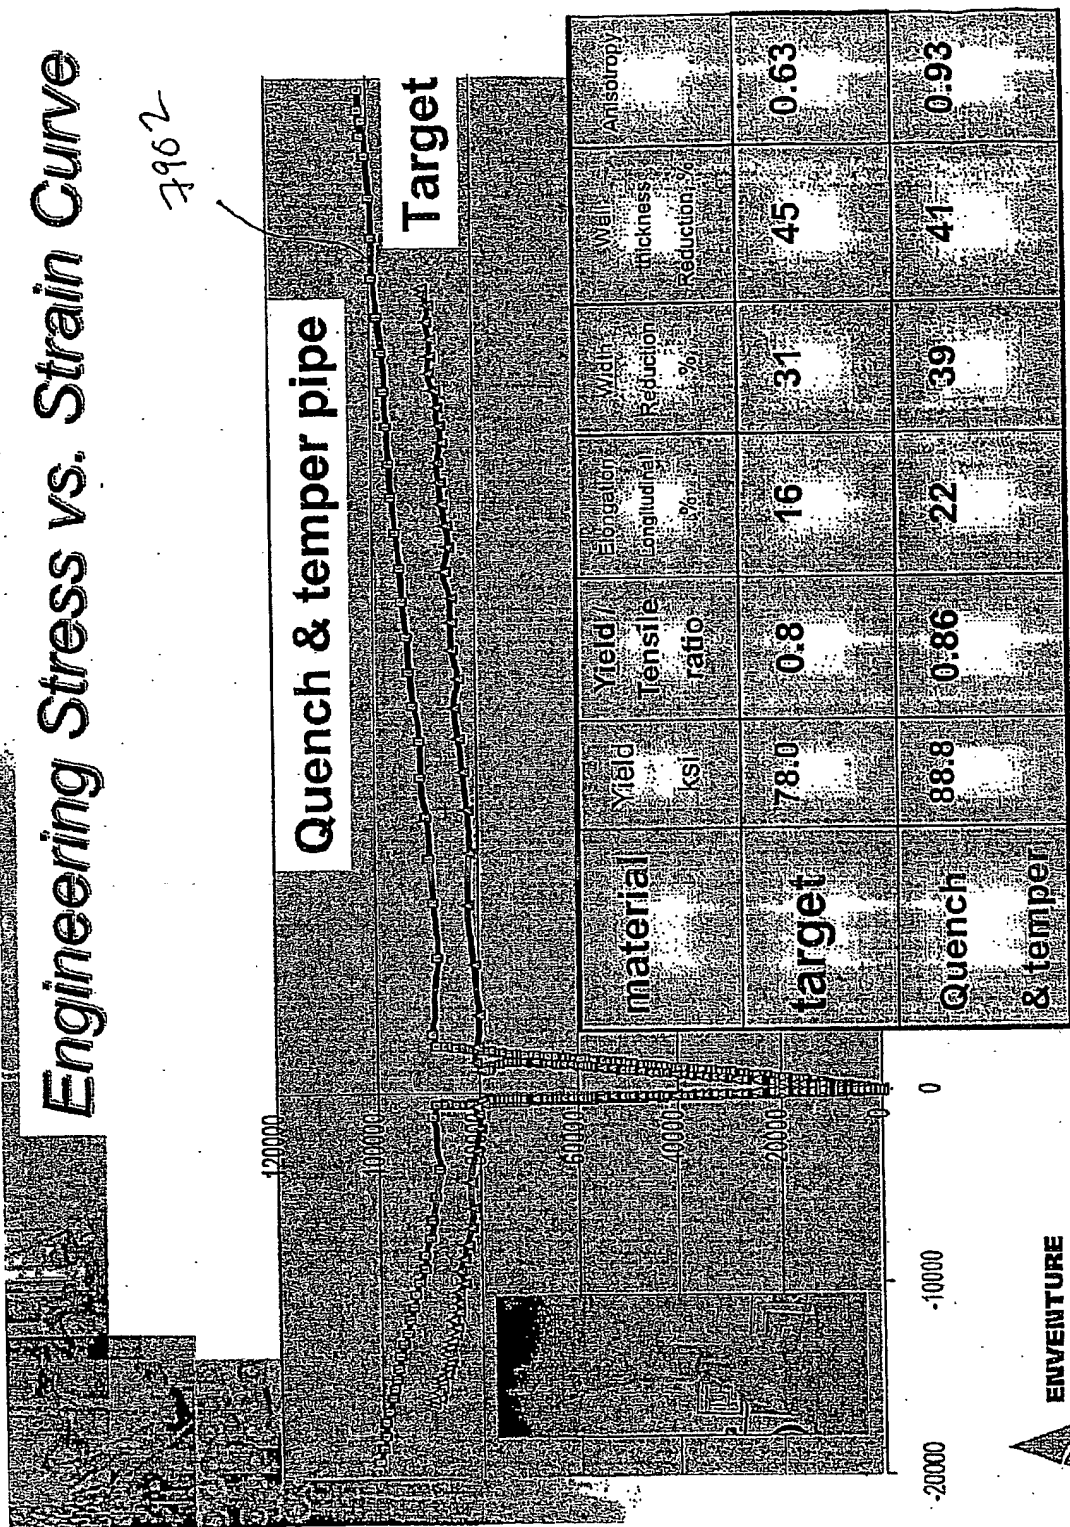 Engineering Stress vs. Strain Curve
7902
Quench & temper pipe
Target
120000
100000
60000
40000
20000
0
-20000
-10000
0
material
Yield ksi
Yield / Tensile ratio
Elongation Longitudinal %
Width Reduction %
Wall thickness Reduction %
Anisotropy
target
78.0
0.8
16
31
45
0.63
Quench & temper
88.8
0.86
22
39
41
0.93
ENVENTURE